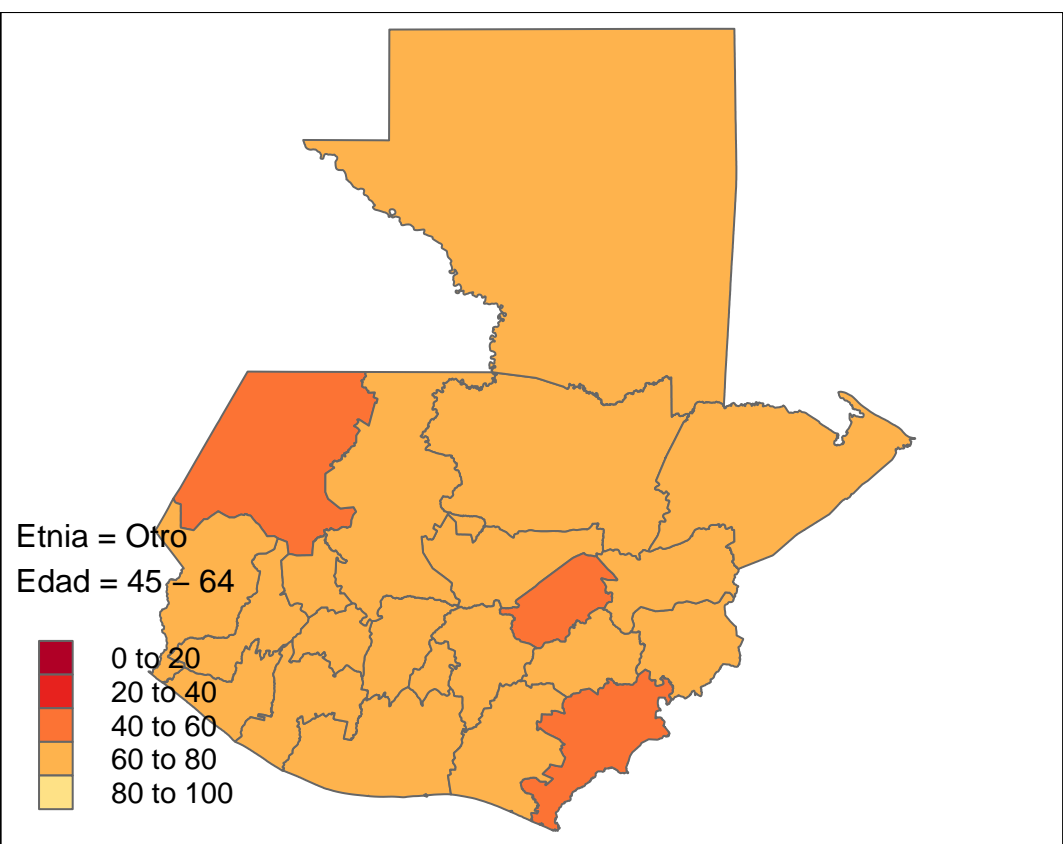 Etnia = Otro
Edad = 45 – 64
0 to 20
20 to 40
40 to 60
60 to 80
80 to 100